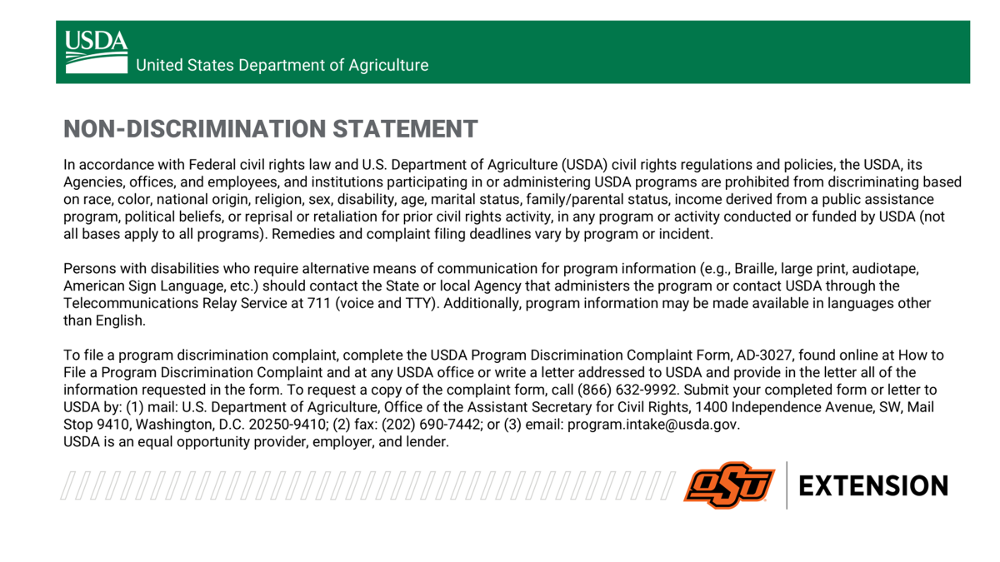 USDA
United States Department of Agriculture
NON-DISCRIMINATION STATEMENT
In accordance with Federal civil rights law and U.S. Department of Agriculture (USDA) civil rights regulations and policies, the USDA, its
Agencies, offices, and employees, and institutions participating in or administering USDA programs are prohibited from discriminating based
on race, color, national origin, religion, sex, disability, age, marital status, family/parental status, income derived from a public assistance
program, political beliefs, or reprisal or retaliation for prior civil rights activity, in any program or activity conducted or funded by USDA (not
all bases apply to all programs). Remedies and complaint filing deadlines vary by program or incident.
Persons with disabilities who require alternative means of communication for program information (e.g., Braille, large print, audiotape,
American Sign Language, etc.) should contact the State or local Agency that administers the program or contact USDA through the
Telecommunications Relay Service at 711 (voice and TTY). Additionally, program information may be made available in languages other
than English.
To file a program discrimination complaint, complete the USDA Program Discrimination Complaint Form, AD-3027, found online at How to
File a Program Discrimination Complaint and at any USDA office or write a letter addressed to USDA and provide in the letter all of the
information requested in the form. To request a copy of the complaint form, call (866) 632-9992. Submit your completed form or letter to
USDA by: (1) mail: U.S. Department of Agriculture, Office of the Assistant Secretary for Civil Rights, 1400 Independence Avenue, SW, Mail
Stop 9410, Washington, D.C. 20250-9410; (2) fax: (202) 690-7442; or (3) email: program.intake@usda.gov.
USDA is an equal opportunity provider, employer, and lender.
OSU EXTENSION